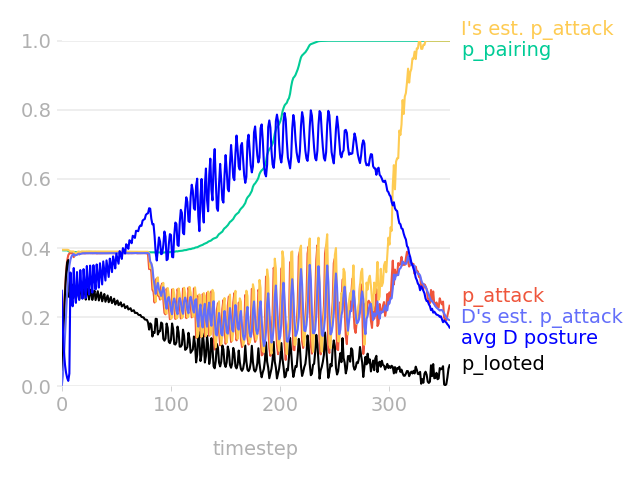 I's est. p_attack
p_pairing
1.0
0.8
0.6
0.4
0.2
0.0
p_attack
D's est. p_attack
avg D posture
p_looted
0 100 200 300
timestep